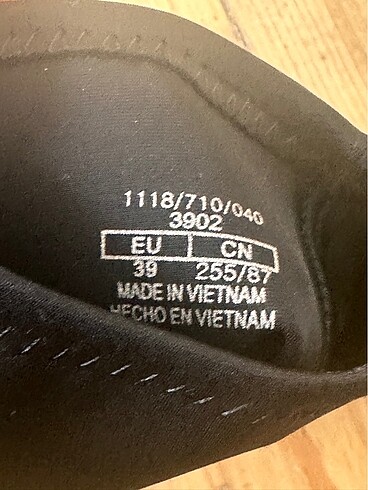 1118/710/040
3902
EU CN
39 255/87
MADE IN VIETNAM
HECHO EN VIETNAM